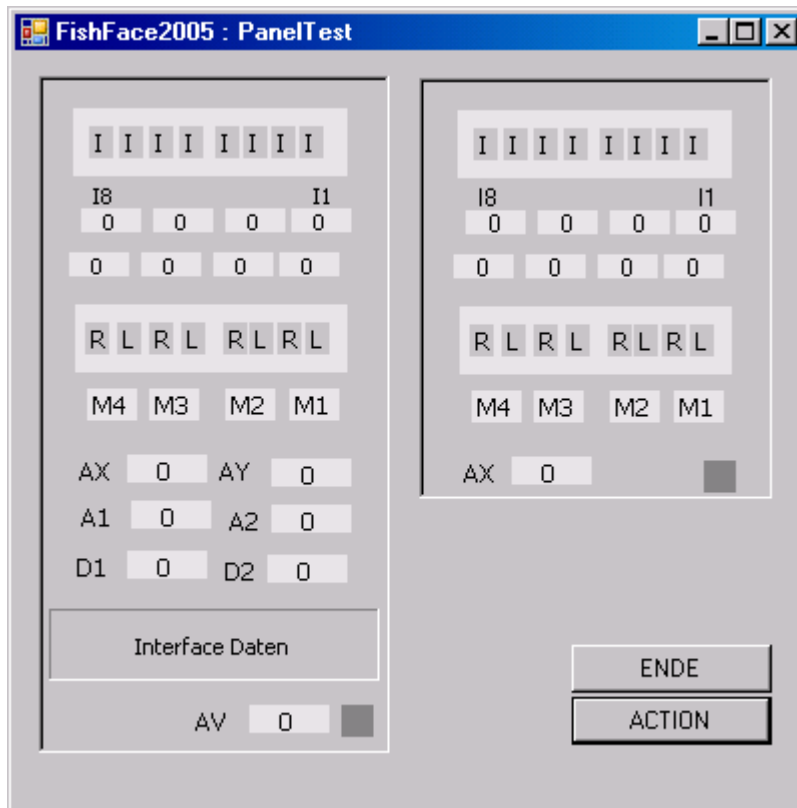 FishFace2005 : PanelTest
I I I I I I I I
I8 I1
0 0 0 0
0 0 0 0
R L R L R L R L
M4 M3 M2 M1
AX 0 AY 0
A1 0 A2 0
D1 0 D2 0
Interface Daten
AV 0
I I I I I I I I
I8 I1
0 0 0 0
0 0 0 0
R L R L R L R L
M4 M3 M2 M1
AX 0
ENDE
ACTION